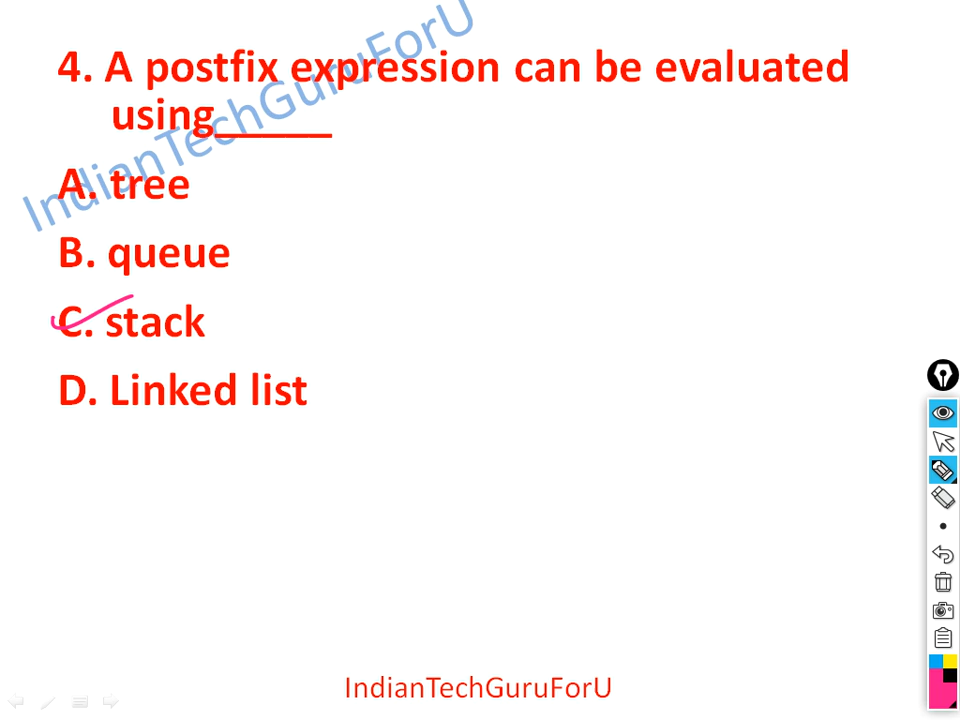 IndianTechGuruForU
4. A postfix expression can be evaluated
using_____
A. tree
B. queue
C. stack
D. Linked list
IndianTechGuruForU